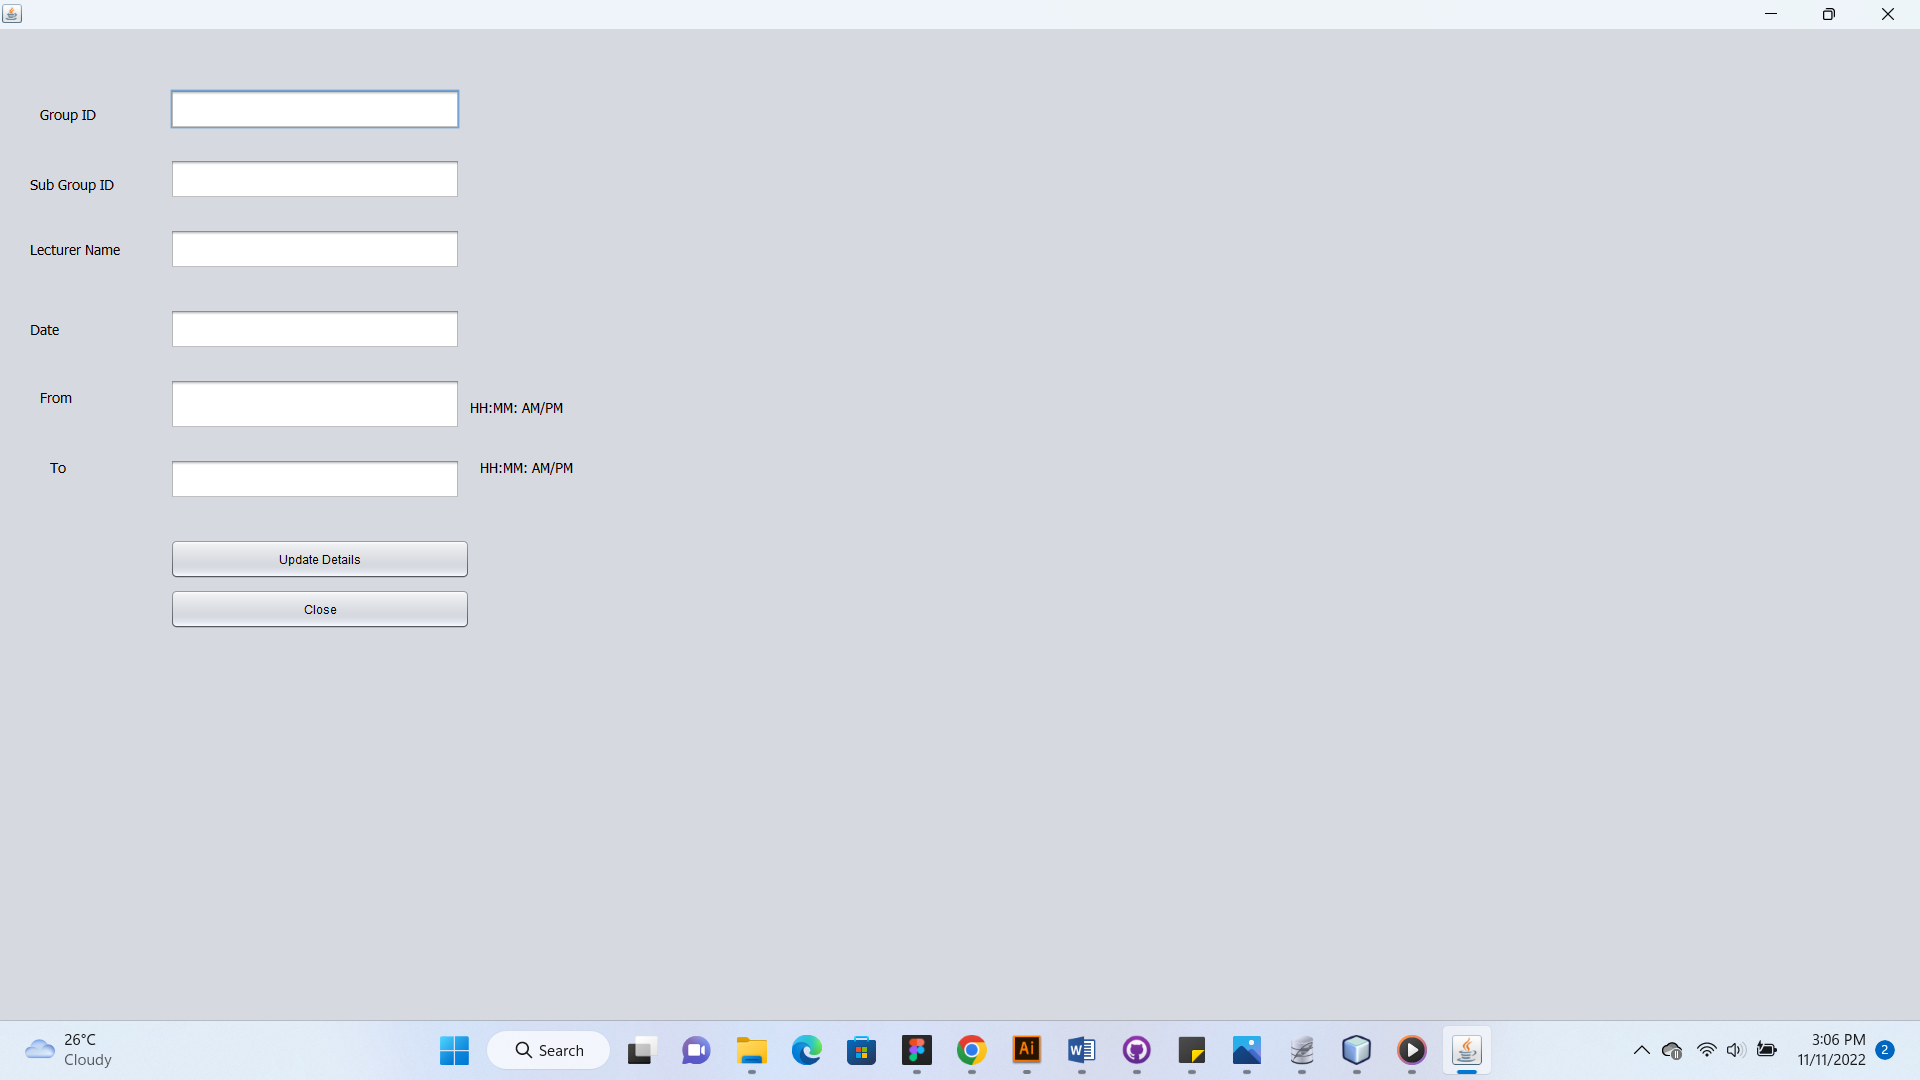 Group ID
Sub Group ID
Lecturer Name
Date
From
HH:MM: AM/PM
To
HH:MM: AM/PM
Update Details
Close
26°C
Cloudy
Search
Ai
W
3:06 PM
11/11/2022
2